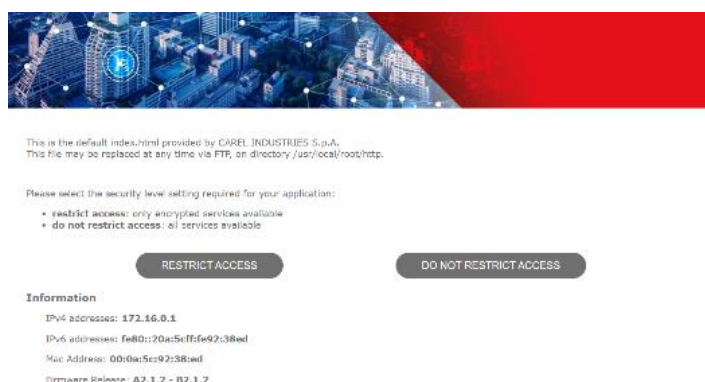 This is the default index.html provided by CAREL INDUSTRIES S.p.A.
This file may be replaced at any time via FTP, on directory /usr/local/root/http.
Please select the security level setting required for your application:
• restrict access: only encrypted services available
• do not restrict access: all services available
RESTRICT ACCESS
DO NOT RESTRICT ACCESS
Information
IPv4 addresses: 172.16.0.1
IPv6 addresses: fe80::20a:5cff:fe92:38ed
Mac Address: 00:0a:5c:92:38:ed
Firmware Release: A2.1.2 - B2.1.2